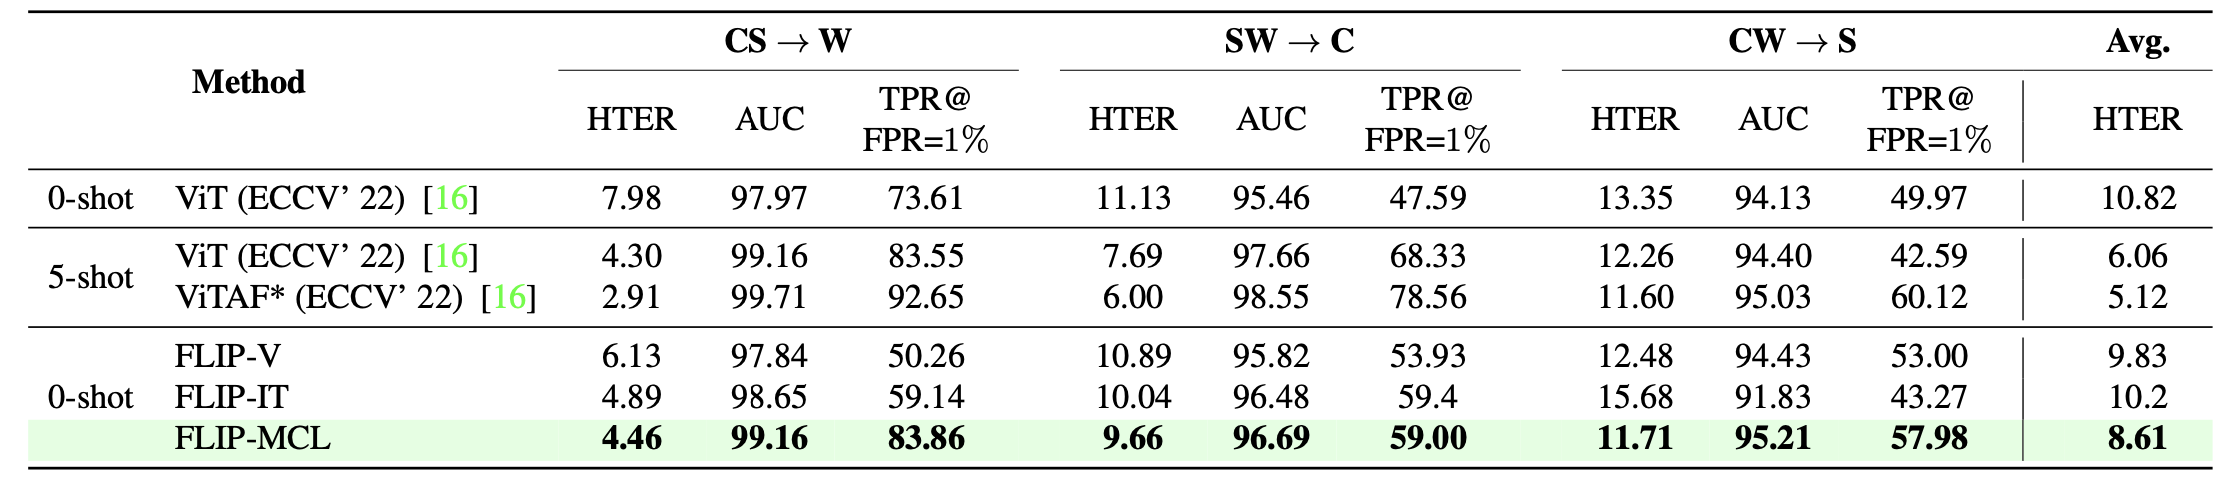 CS → W SW → C CW → S Avg.
Method
HTER AUC TPR@ FPR=1% HTER AUC TPR@ FPR=1% HTER AUC TPR@ FPR=1% HTER
0-shot ViT (ECCV' 22) [16] 7.98 97.97 73.61 11.13 95.46 47.59 13.35 94.13 49.97 10.82
5-shot
ViT (ECCV' 22) [16] 4.30 99.16 83.55 7.69 97.66 68.33 12.26 94.40 42.59 6.06
ViTAF* (ECCV' 22) [16] 2.91 99.71 92.65 6.00 98.55 78.56 11.60 95.03 60.12 5.12
FLIP-V 6.13 97.84 50.26 10.89 95.82 53.93 12.48 94.43 53.00 9.83
0-shot FLIP-IT 4.89 98.65 59.14 10.04 96.48 59.4 15.68 91.83 43.27 10.2
FLIP-MCL 4.46 99.16 83.86 9.66 96.69 59.00 11.71 95.21 57.98 8.61